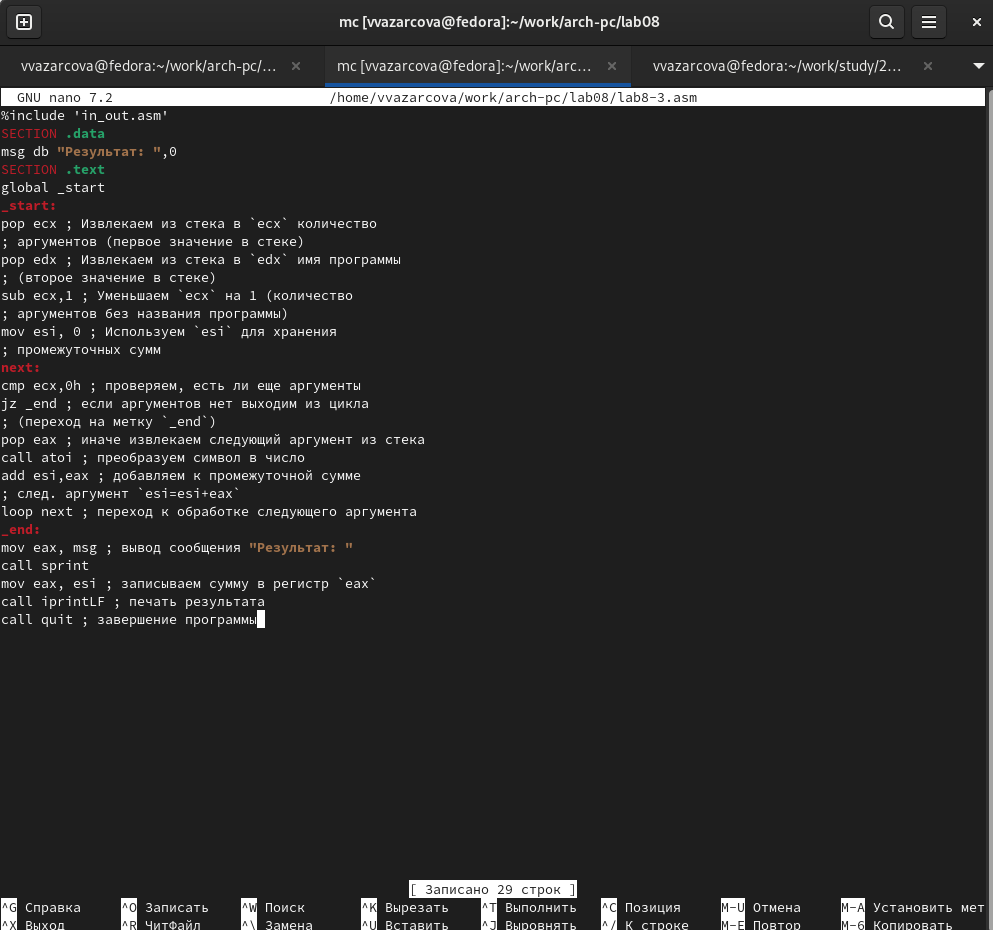 mc [vvazarcova@fedora]:~/work/arch-pc/lab08
vvazarcova@fedora:~/work/arch-pc/... × mc [vvazarcova@fedora]:~/work/arc... × vvazarcova@fedora:~/work/study/2... ×
GNU nano 7.2 /home/vvazarcova/work/arch-pc/lab08/lab8-3.asm
%include 'in_out.asm'
SECTION .data
msg db "Результат: ",0
SECTION .text
global _start
_start:
pop ecx ; Извлекаем из стека в `ecx` количество
; аргументов (первое значение в стеке)
pop edx ; Извлекаем из стека в `edx` имя программы
; (второе значение в стеке)
sub ecx,1 ; Уменьшаем `ecx` на 1 (количество
; аргументов без названия программы)
mov esi, 0 ; Используем `esi` для хранения
; промежуточных сумм
next:
cmp ecx,0h ; проверяем, есть ли еще аргументы
jz _end ; если аргументов нет выходим из цикла
; (переход на метку `_end`)
pop eax ; иначе извлекаем следующий аргумент из стека
call atoi ; преобразуем символ в число
add esi,eax ; добавляем к промежуточной сумме
; след. аргумент `esi=esi+eax`
loop next ; переход к обработке следующего аргумента
_end:
mov eax, msg ; вывод сообщения "Результат: "
call sprint
mov eax, esi ; записываем сумму в регистр `eax`
call iprintLF ; печать результата
call quit ; завершение программы
[ Записано 29 строк ]
^G Справка ^O Записать ^W Поиск ^K Вырезать ^T Выполнить ^C Позиция M-U Отмена M-A Установить мет
^X Выход ^R ЧитФайл ^\ Замена ^U Вставить ^J Выровнять ^/ К строке M-E Повтор M-6 Копировать